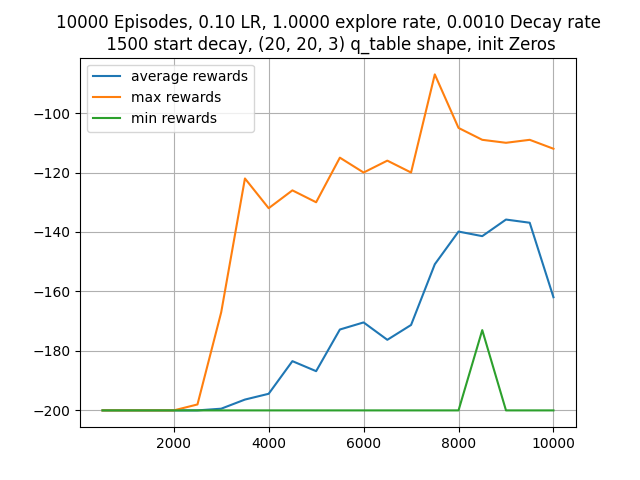 10000 Episodes, 0.10 LR, 1.0000 explore rate, 0.0010 Decay rate
1500 start decay, (20, 20, 3) q_table shape, init Zeros
average rewards
max rewards
min rewards
−100
−120
−140
−160
−180
−200
2000
4000
6000
8000
10000